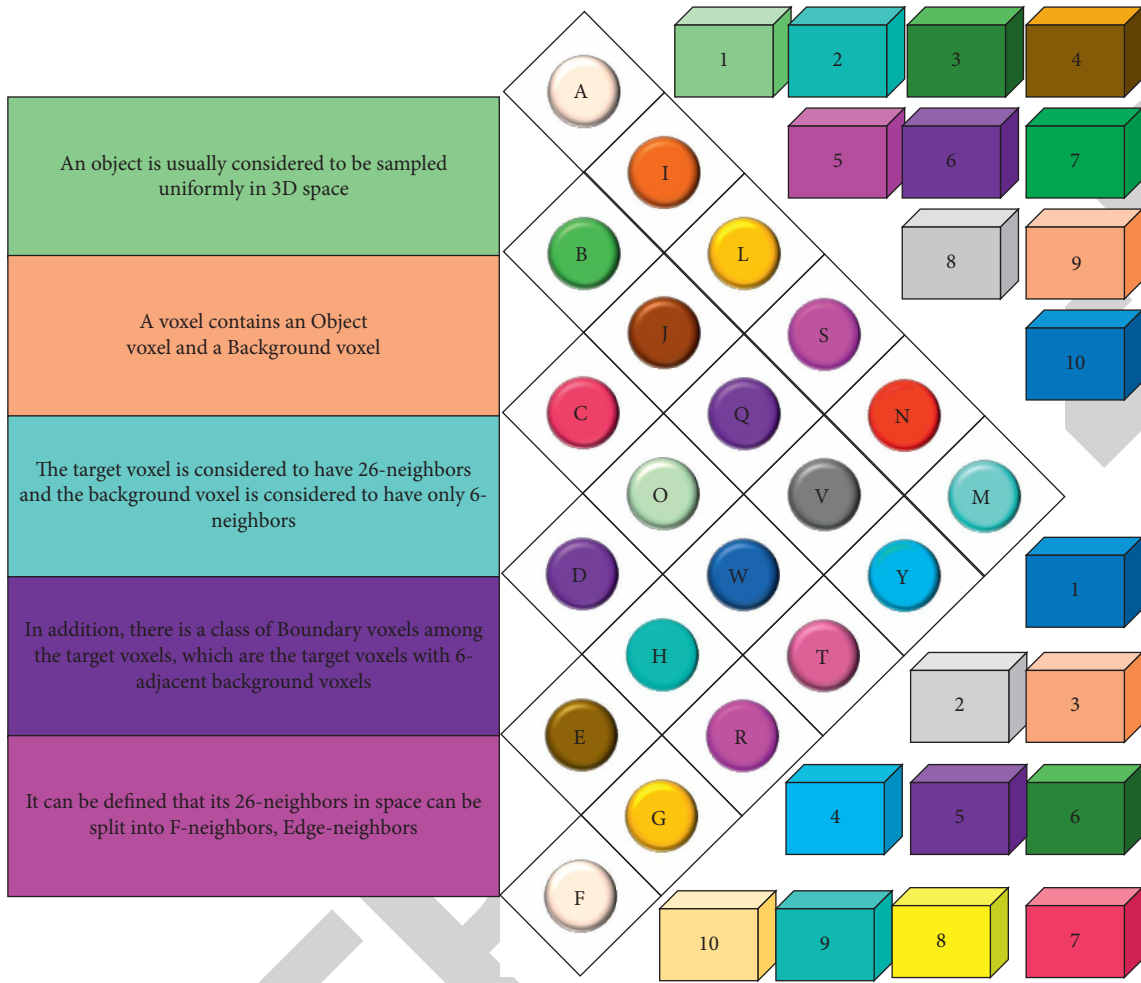 1 2 3 4
A
An object is usually considered to be sampled
uniformly in 3D space
I
5 6 7
B L
8 9
A voxel contains an Object
voxel and a Background voxel
J S
10
C Q N
The target voxel is considered to have 26-neighbors
and the background voxel is considered to have only 6-
neighbors
O V M
D W Y
1
In addition, there is a class of Boundary voxels among
the target voxels, which are the target voxels with 6-
adjacent background voxels
H T
2 3
E R
It can be defined that its 26-neighbors in space can be
split into F-neighbors, Edge-neighbors
G
4 5 6
F
10 9 8 7